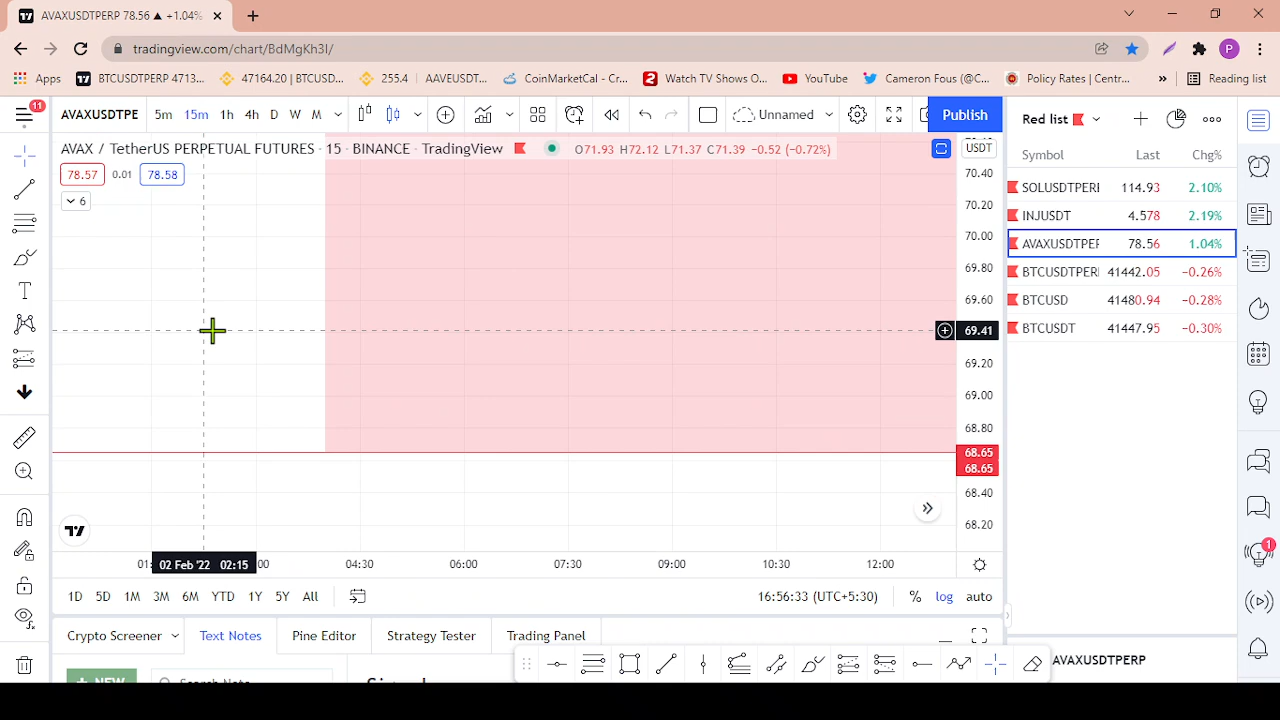 AVAXUSDTPERP 78.56 ▲ +1.04%
tradingview.com/chart/BdMgKh3I/
P
Apps
BTCUSDTPERP 4713...
47164.20 | BTCUSD...
255.4
AAVEUSDT...
CoinMarketCal - Cr...
Watch TV Shows O...
YouTube
Cameron Fous (@C...
Policy Rates | Centr...
»
Reading list
11
AVAXUSDTPE
5m
15m
1h
4h
D
W
M
Unnamed
Publish
Red list
AVAX / TetherUS PERPETUAL FUTURES · 15 · BINANCE · TradingView
O71.93 H72.12 L71.37 C71.39 −0.52 (−0.72%)
USDT
Symbol
Last
Chg%
78.57
0.01
78.58
6
70.40
70.20
70.00
69.80
69.60
69.41
69.20
69.00
68.80
68.65
68.65
68.40
68.20
SOLUSDTPERI 114.93 2.10%
INJUSDT 4.578 2.19%
AVAXUSDTPEF 78.56 1.04%
BTCUSDTPERI 41442.05 −0.26%
BTCUSD 41480.94 −0.28%
BTCUSDT 41447.95 −0.30%
1
02 Feb '22 02:15
04:30
06:00
07:30
09:00
10:30
12:00
1D
5D
1M
3M
6M
YTD
1Y
5Y
All
16:56:33 (UTC+5:30)
%
log
auto
Crypto Screener
Text Notes
Pine Editor
Strategy Tester
Trading Panel
AVAXUSDTPERP